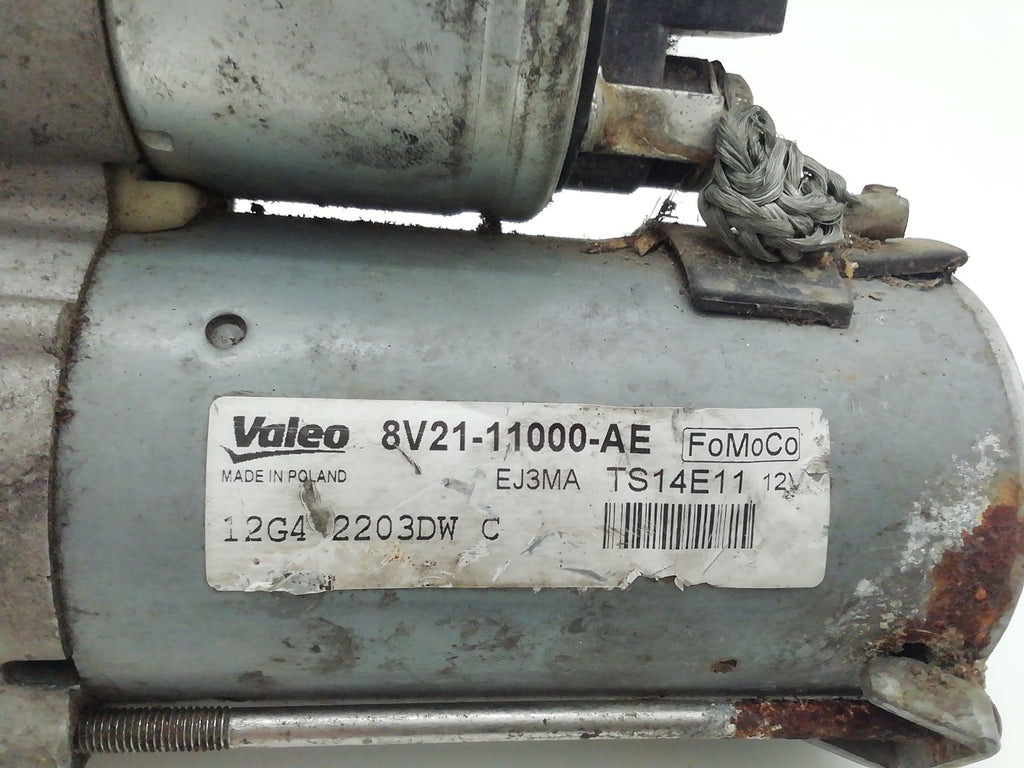 Valeo 8V21-11000-AE FoMoCo
MADE IN POLAND EJ3MA TS14E11 12V
12G4 2203DW C